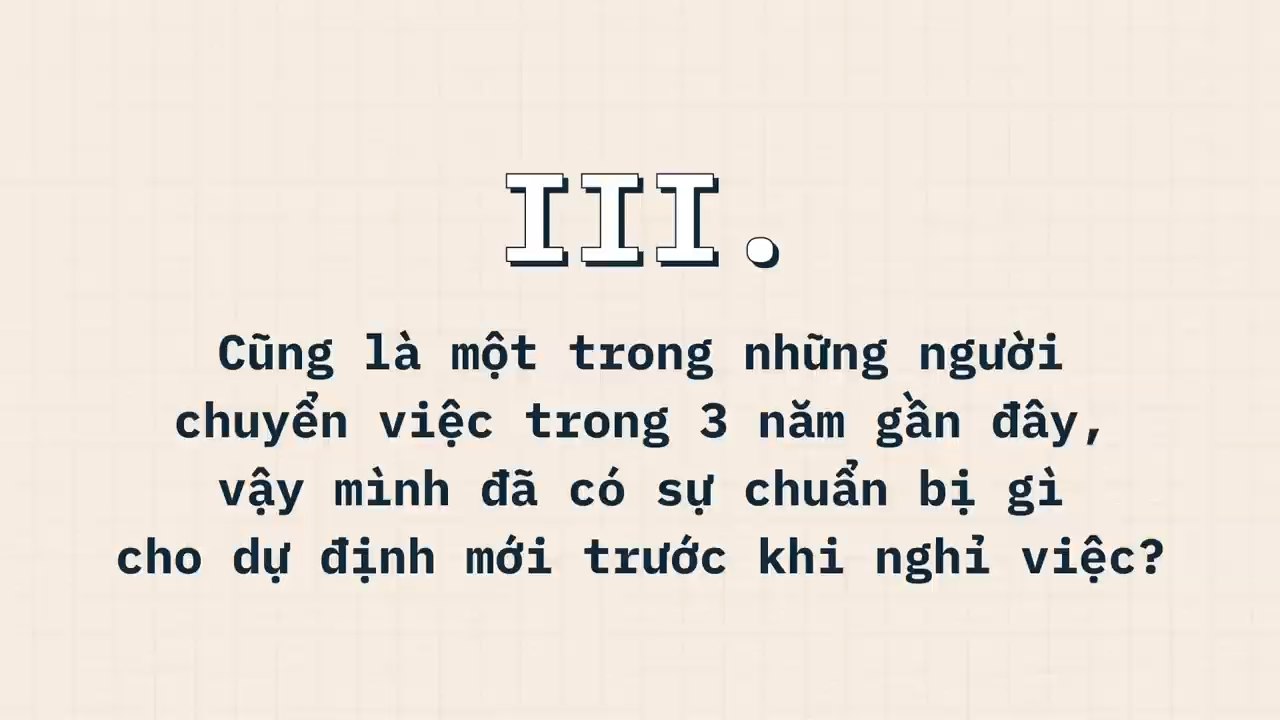 III.
Cũng là một trong những người
chuyển việc trong 3 năm gần đây,
vậy mình đã có sự chuẩn bị gì
cho dự định mới trước khi nghỉ việc?